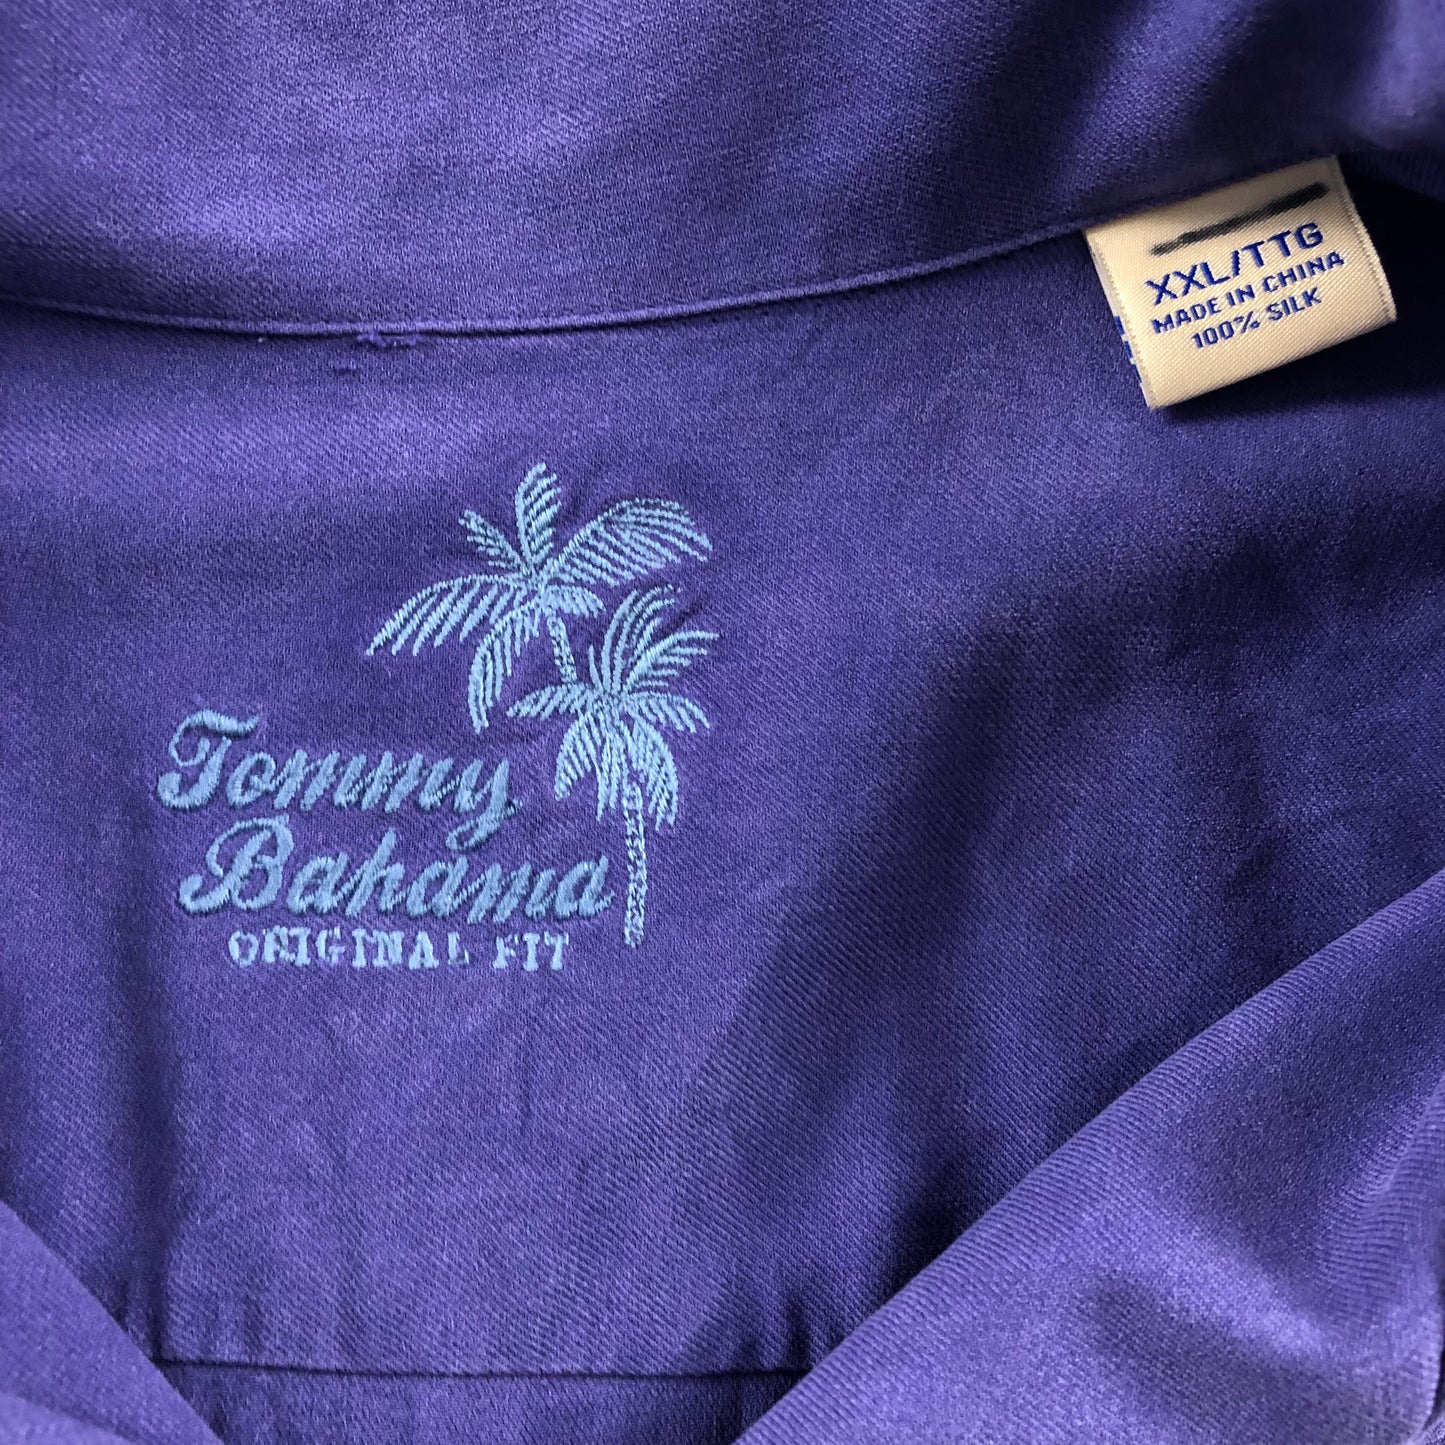 XXL/TTG
MADE IN CHINA
100% SILK
Tommy
Bahama
ORIGINAL FIT